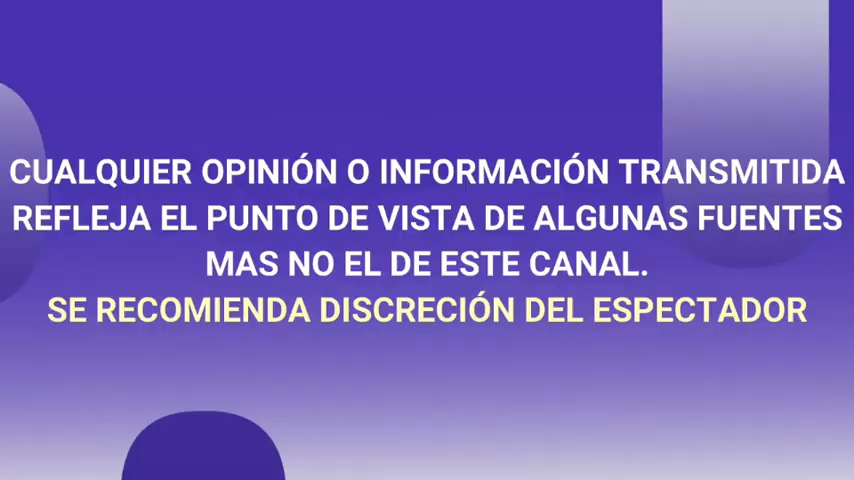 CUALQUIER OPINIÓN O INFORMACIÓN TRANSMITIDA
REFLEJA EL PUNTO DE VISTA DE ALGUNAS FUENTES
MAS NO EL DE ESTE CANAL.
SE RECOMIENDA DISCRECIÓN DEL ESPECTADOR